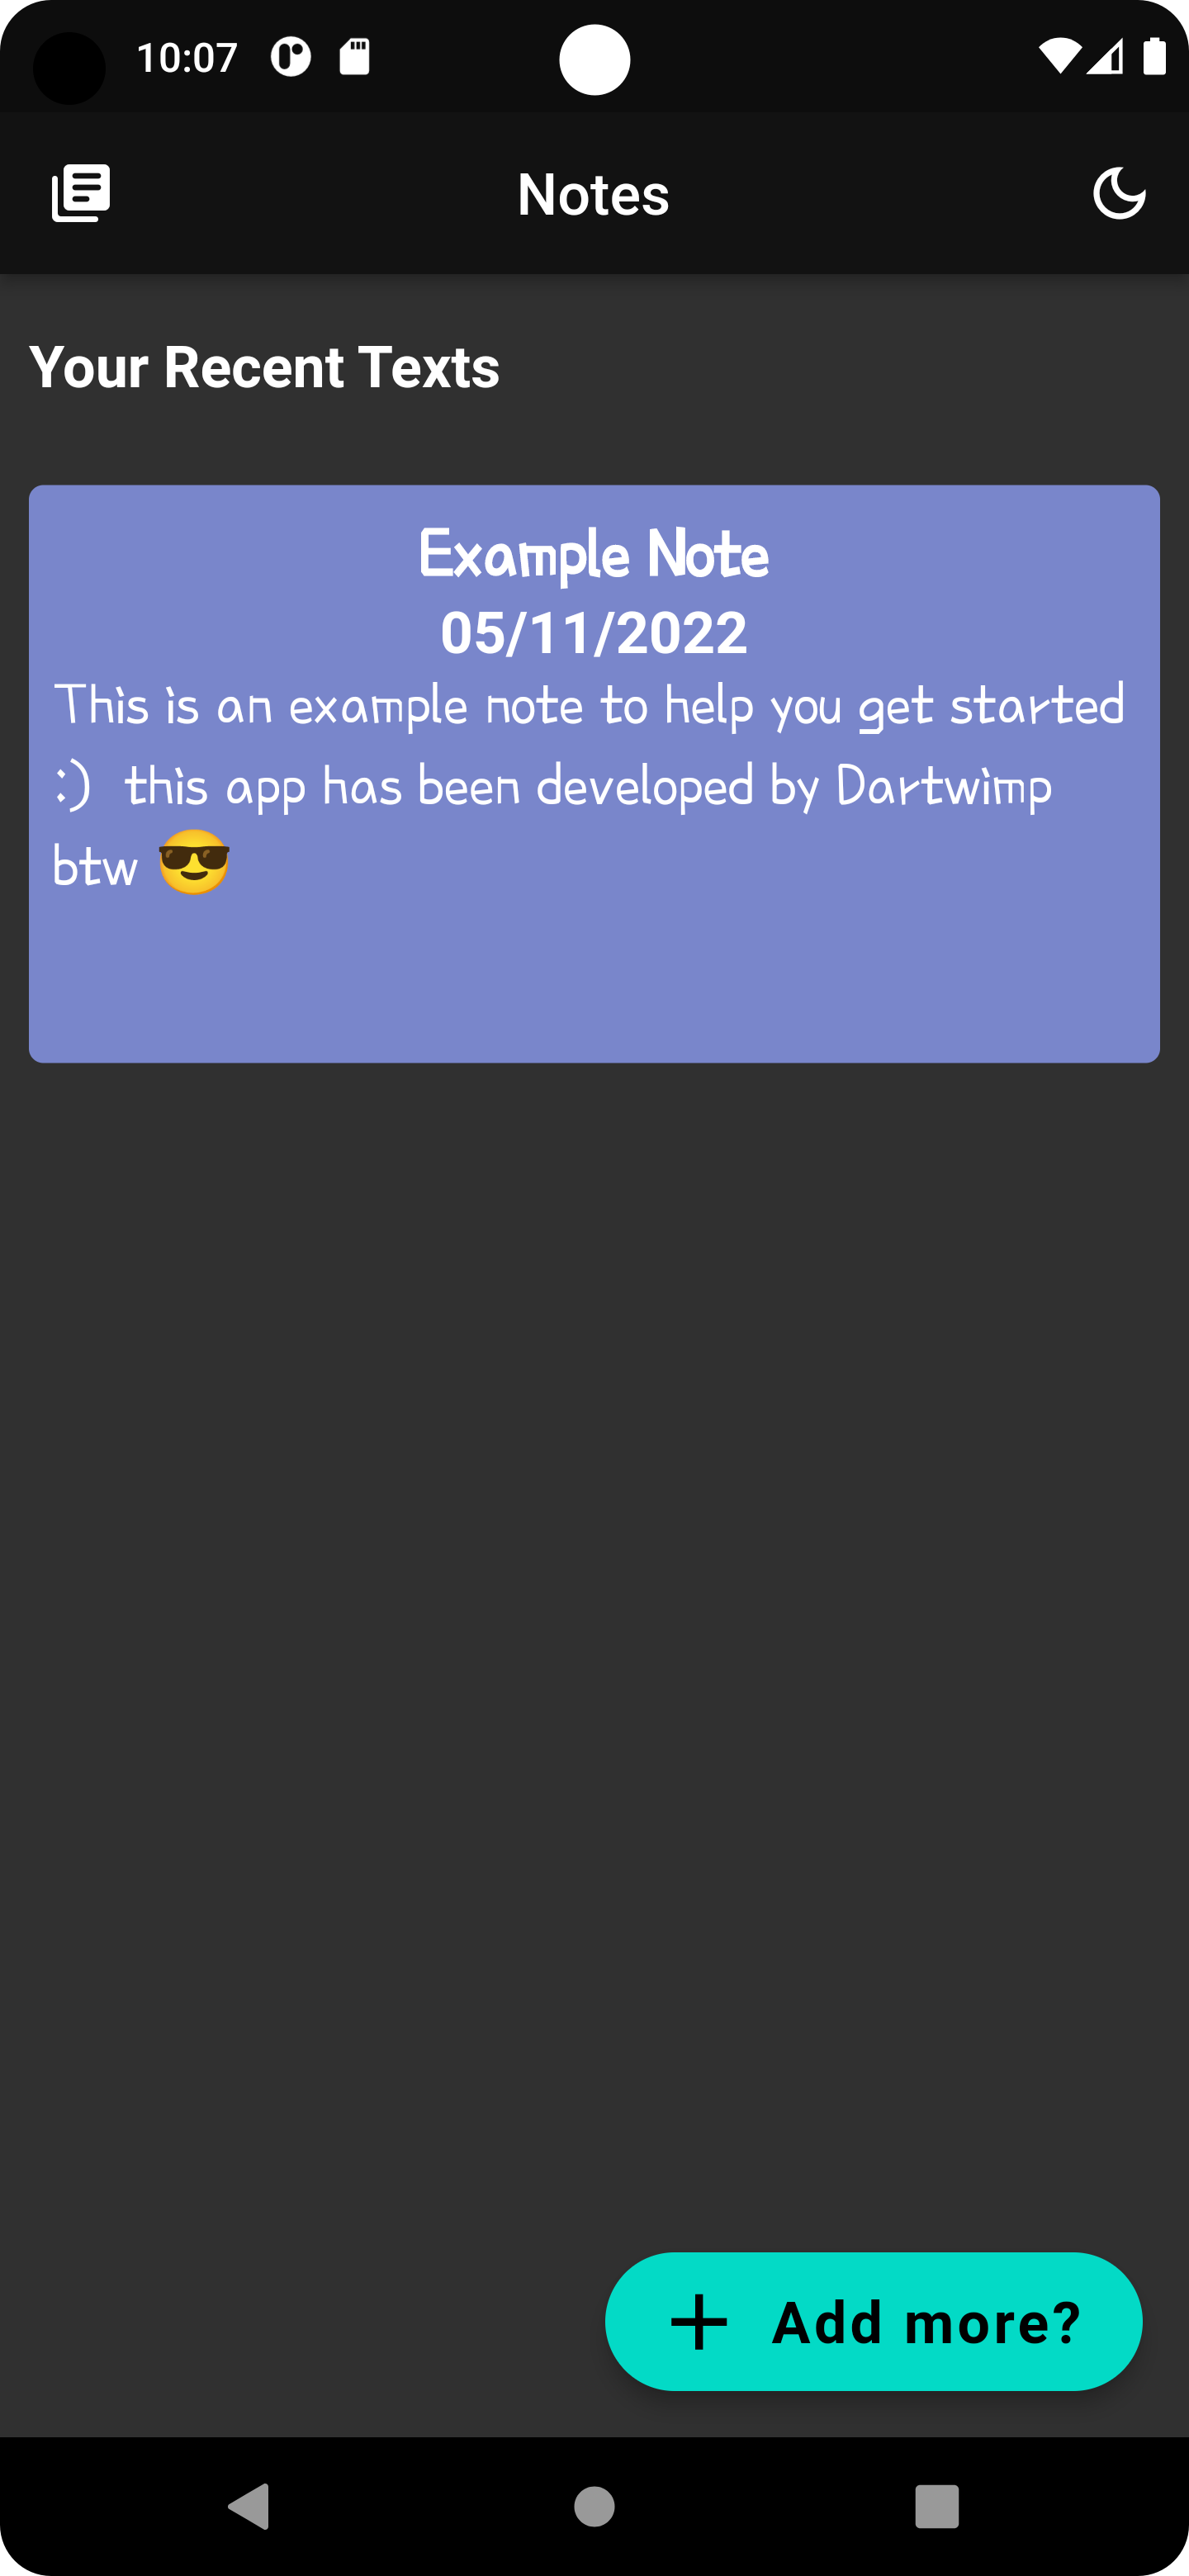 10:07
Notes
Your Recent Texts
Example Note
05/11/2022
This is an example note to help you get started
:) this app has been developed by Dartwimp
btw 😎
Add more?